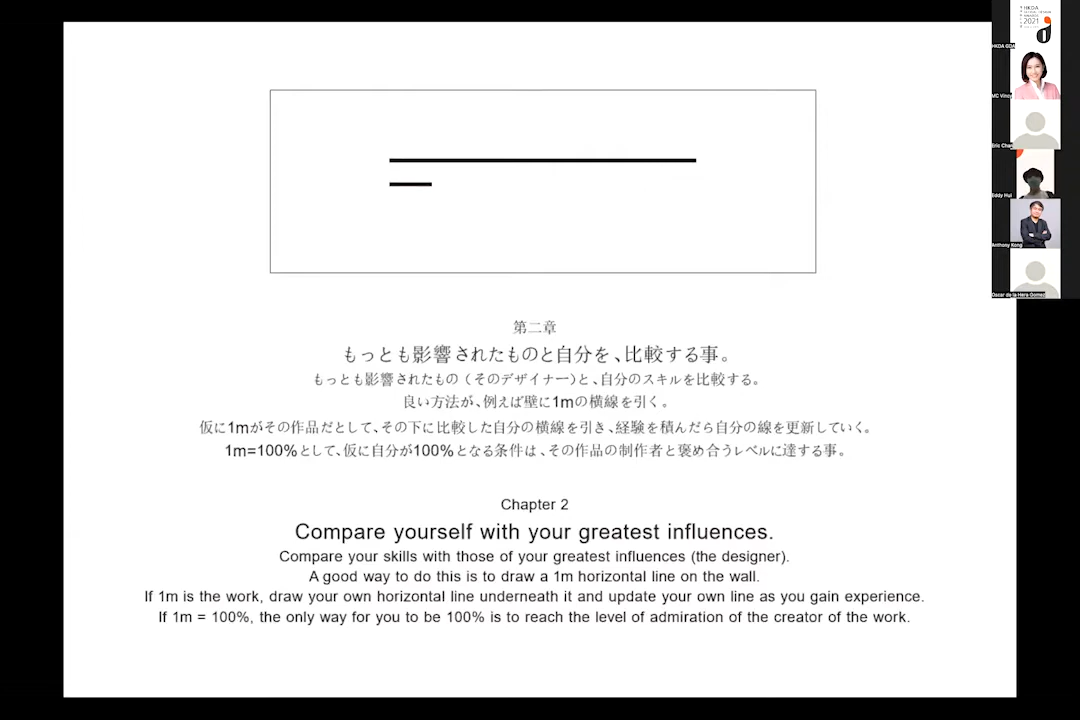 HKDA
2021
HKDA GDA
MC Vince
第二章
もっとも影響されたものと自分を、比較する事。
もっとも影響されたもの（そのデザイナー）と、自分のスキルを比較する。
良い方法が、例えば壁に1mの横線を引く。
仮に1mがその作品だとして、その下に比較した自分の横線を引き、経験を積んだら自分の線を更新していく。
1m=100%として、仮に自分が100%となる条件は、その作品の制作者と褒め合うレベルに達する事。
Chapter 2
Compare yourself with your greatest influences.
Compare your skills with those of your greatest influences (the designer).
A good way to do this is to draw a 1m horizontal line on the wall.
If 1m is the work, draw your own horizontal line underneath it and update your own line as you gain experience.
If 1m = 100%, the only way for you to be 100% is to reach the level of admiration of the creator of the work.
Eddy Hui
Anthony Kong
Oscar de la Hera Gomez